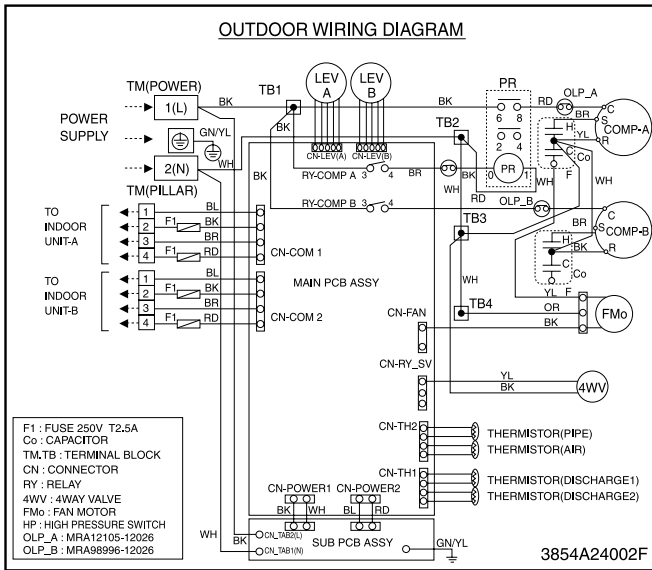 OUTDOOR WIRING DIAGRAM
TM(POWER)
POWER
SUPPLY
1(L)
GN/YL
2(N)
WH
BK
TB1
LEV
A
LEV
B
CN-LEV(A)
CN-LEV(B)
BK
PR
6 8
2 4
0 PR 1
RD
OLP_A
C
S
R
BR
YL
COMP-A
H
C
F
Co
TB2
RY-COMP A 3 4
BR
BK
WH
RD
WH
WH
BK
RY-COMP B 3 4
BK
OLP_B
TB3
C
S
R
BR
BK
COMP-B
H
C
F
Co
YL
WH
TB4
TM(PILLAR)
TO
INDOOR
UNIT-A
1 BL
2 F1 BK
3 BR
4 F1 RD
CN-COM 1
TO
INDOOR
UNIT-B
1 BL
2 F1 BK
3 BR
4 F1 RD
CN-COM 2
MAIN PCB ASSY
CN-FAN
OR
BK
FMo
CN-RY_SV
YL
BK
4WV
CN-TH2
THERMISTOR(PIPE)
THERMISTOR(AIR)
CN-TH1
THERMISTOR(DISCHARGE1)
THERMISTOR(DISCHARGE2)
F1 : FUSE 250V T2.5A
Co : CAPACITOR
TM.TB : TERMINAL BLOCK
CN : CONNECTOR
RY : RELAY
4WV : 4WAY VALVE
FMo : FAN MOTOR
HP : HIGH PRESSURE SWITCH
OLP_A : MRA12105-12026
OLP_B : MRA98996-12026
CN-POWER1
CN-POWER2
BK WH
BL RD
WH
BK
CN_TAB2(L)
CN_TAB1(N)
SUB PCB ASSY
GN/YL
3854A24002F